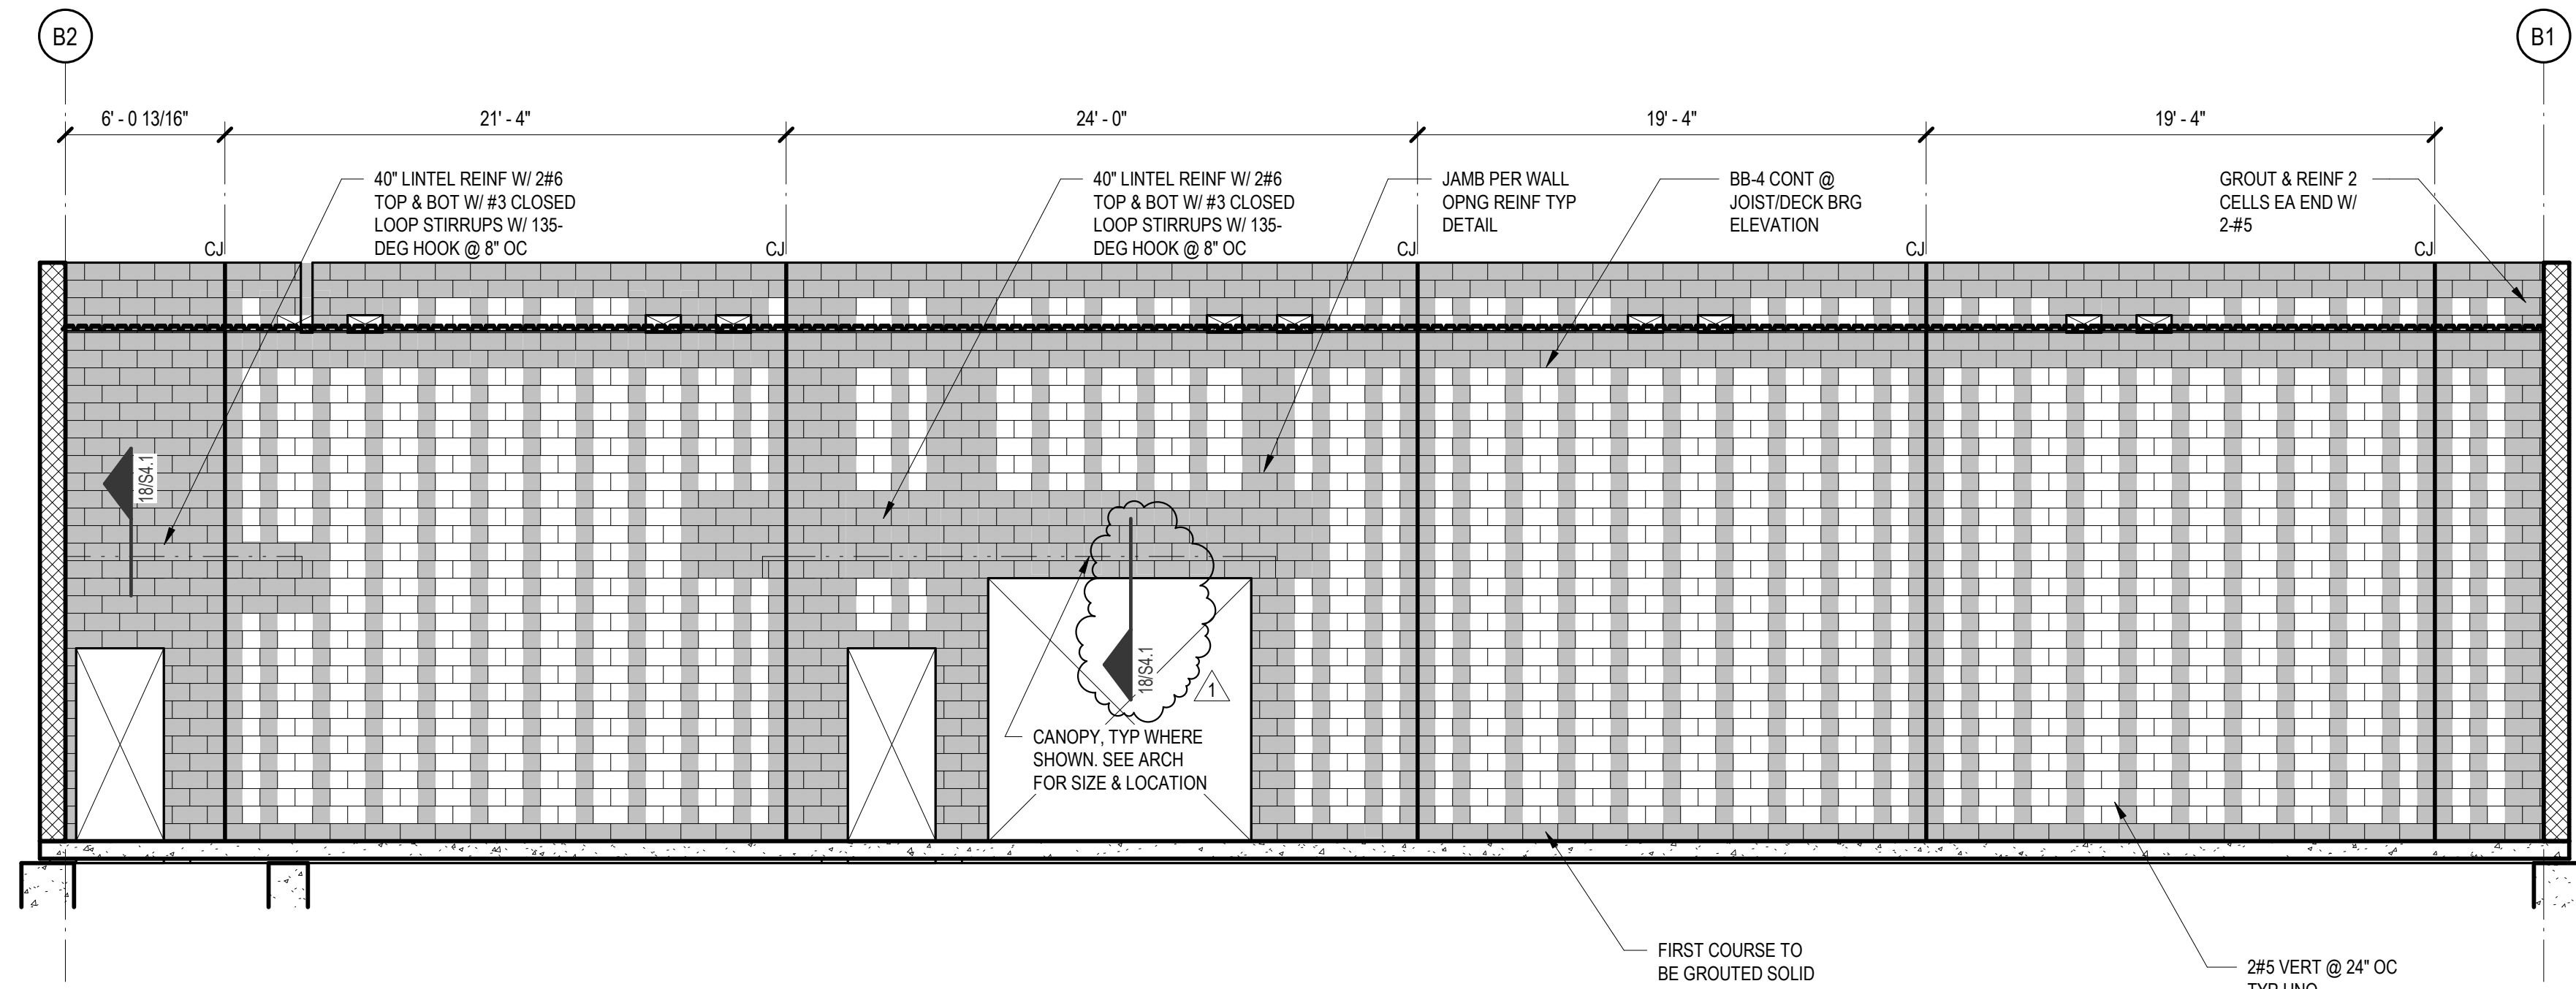 B2
B1
6' - 0 13/16"
21' - 4"
24' - 0"
19' - 4"
19' - 4"
40" LINTEL REINF W/ 2#6
TOP & BOT W/ #3 CLOSED
LOOP STIRRUPS W/ 135-
DEG HOOK @ 8" OC
40" LINTEL REINF W/ 2#6
TOP & BOT W/ #3 CLOSED
LOOP STIRRUPS W/ 135-
DEG HOOK @ 8" OC
JAMB PER WALL
OPNG REINF TYP
DETAIL
BB-4 CONT @
JOIST/DECK BRG
ELEVATION
GROUT & REINF 2
CELLS EA END W/
2-#5
CJ
CJ
CJ
CJ
CJ
18/S4.1
18/S4.1
1
CANOPY, TYP WHERE
SHOWN. SEE ARCH
FOR SIZE & LOCATION
FIRST COURSE TO
BE GROUTED SOLID
2#5 VERT @ 24" OC
TYP UNO